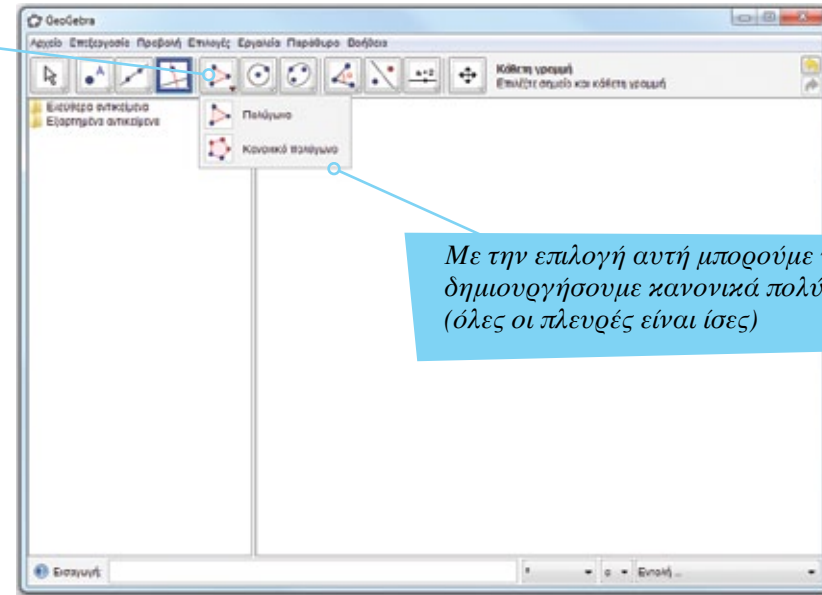 GeoGebra
Αρχείο Επεξεργασία Προβολή Επιλογές Εργαλεία Παράθυρο Βοήθεια
Κάθετη γραμμή
Επιλέξτε σημείο και κάθετη γραμμή
Ελεύθερα αντικείμενα
Εξαρτημένα αντικείμενα
Πολύγωνο
Κανονικό πολύγωνο
Με την επιλογή αυτή μπορούμε
δημιουργήσουμε κανονικά πολύ
(όλες οι πλευρές είναι ίσες)
Εισαγωγή:
α
Εντολή ...